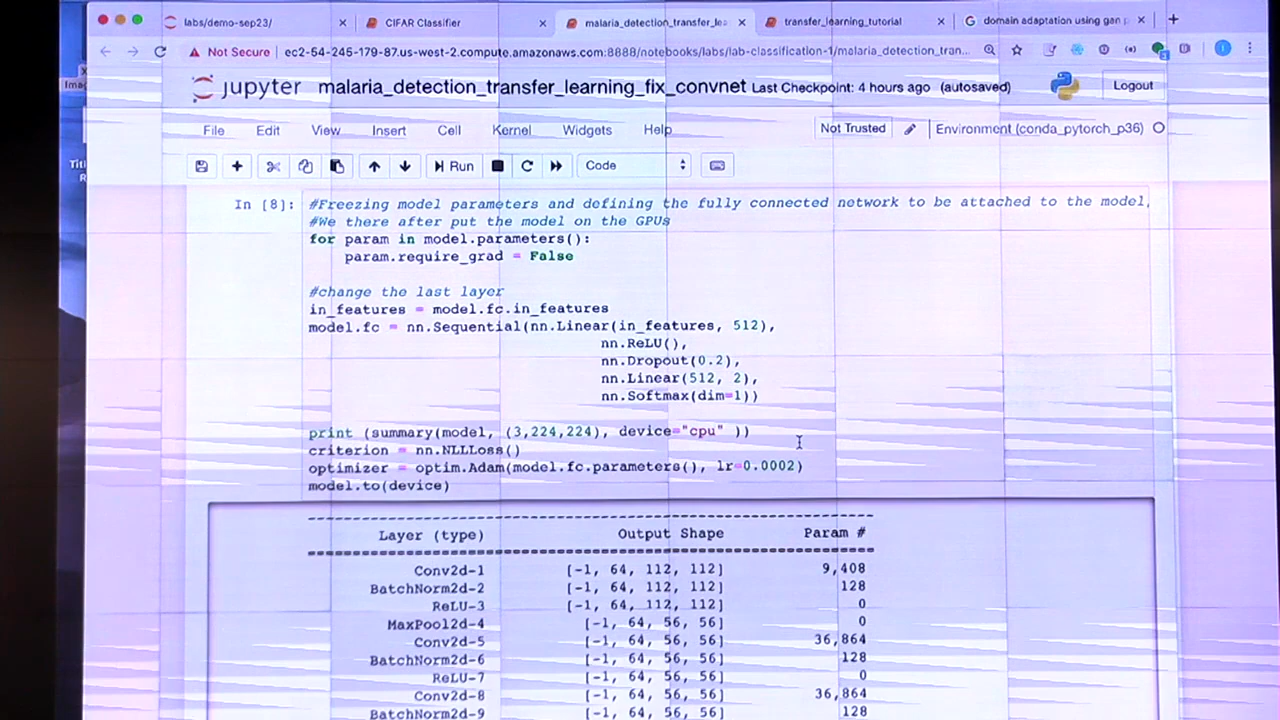 labs/demo-sep23/
CIFAR Classifier
malaria_detection_transfer_lea
transfer_learning_tutorial
domain adaptation using gan p
Not Secure | ec2-54-245-179-87.us-west-2.compute.amazonaws.com:8888/notebooks/labs/lab-classification-1/malaria_detection_tran...
jupyter malaria_detection_transfer_learning_fix_convnet Last Checkpoint: 4 hours ago (autosaved)
Logout
File Edit View Insert Cell Kernel Widgets Help
Not Trusted
Environment (conda_pytorch_p36)
Run
Code
In [8]:
#Freezing model parameters and defining the fully connected network to be attached to the model,
#We there after put the model on the GPUs
for param in model.parameters():
    param.require_grad = False
#change the last layer
in_features = model.fc.in_features
model.fc = nn.Sequential(nn.Linear(in_features, 512),
nn.ReLU(),
nn.Dropout(0.2),
nn.Linear(512, 2),
nn.Softmax(dim=1))
print (summary(model, (3,224,224), device="cpu" ))
criterion = nn.NLLLoss()
optimizer = optim.Adam(model.fc.parameters(), lr=0.0002)
model.to(device)
Layer (type) Output Shape Param #
Conv2d-1 [-1, 64, 112, 112] 9,408
BatchNorm2d-2 [-1, 64, 112, 112] 128
ReLU-3 [-1, 64, 112, 112] 0
MaxPool2d-4 [-1, 64, 56, 56] 0
Conv2d-5 [-1, 64, 56, 56] 36,864
BatchNorm2d-6 [-1, 64, 56, 56] 128
ReLU-7 [-1, 64, 56, 56] 0
Conv2d-8 [-1, 64, 56, 56] 36,864
BatchNorm2d-9 [-1, 64, 56, 56] 128